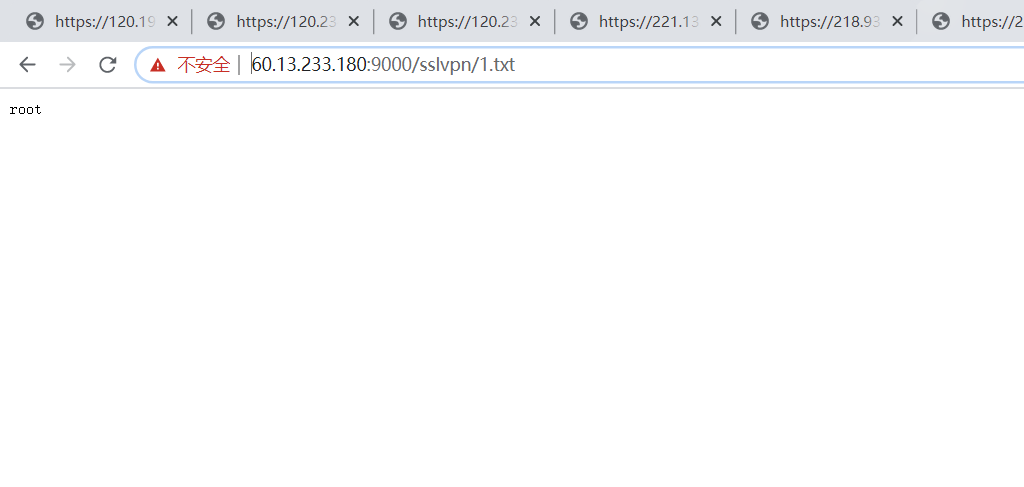 https://120.19 https://120.23 https://120.23 https://221.13 https://218.93 https://2
不安全 | 60.13.233.180:9000/sslvpn/1.txt
root